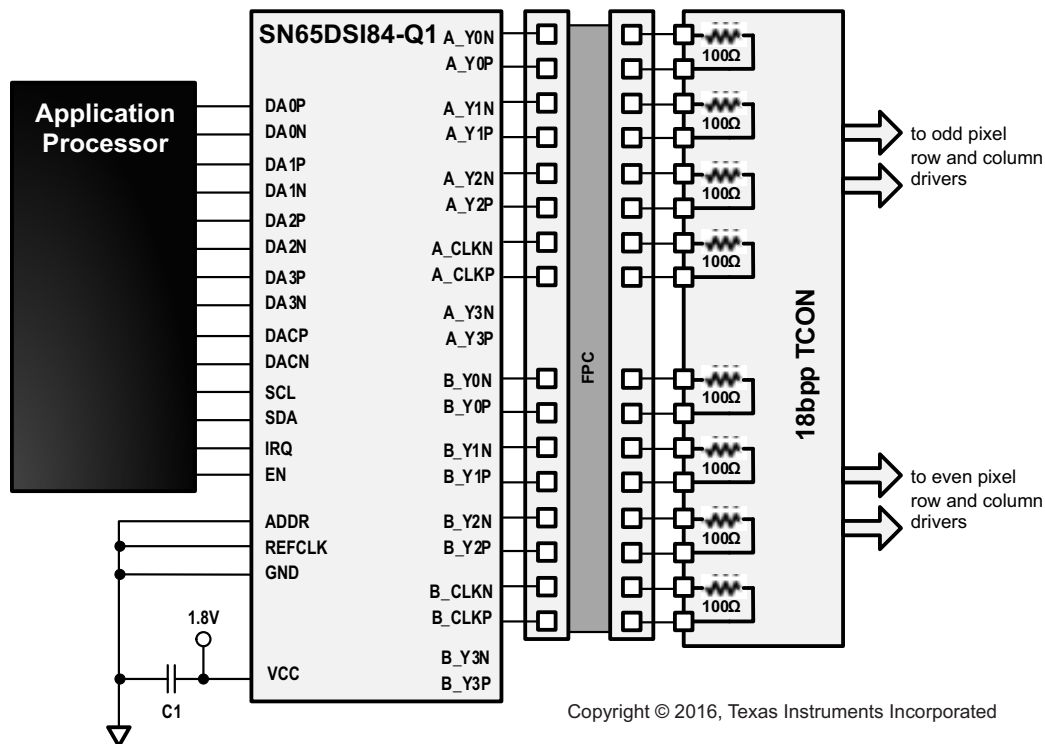 SN65DSI84-Q1
Application
Processor
DA0P
DA0N
DA1P
DA1N
DA2P
DA2N
DA3P
DA3N
DACP
DACN
SCL
SDA
IRQ
EN
ADDR
REFCLK
GND
1.8V
VCC
C1
A_Y0N
A_Y0P
A_Y1N
A_Y1P
A_Y2N
A_Y2P
A_CLKN
A_CLKP
A_Y3N
A_Y3P
B_Y0N
B_Y0P
B_Y1N
B_Y1P
B_Y2N
B_Y2P
B_CLKN
B_CLKP
B_Y3N
B_Y3P
FPC
100Ω
100Ω
100Ω
100Ω
100Ω
100Ω
100Ω
100Ω
18bpp TCON
to odd pixel
row and column
drivers
to even pixel
row and column
drivers
Copyright © 2016, Texas Instruments Incorporated